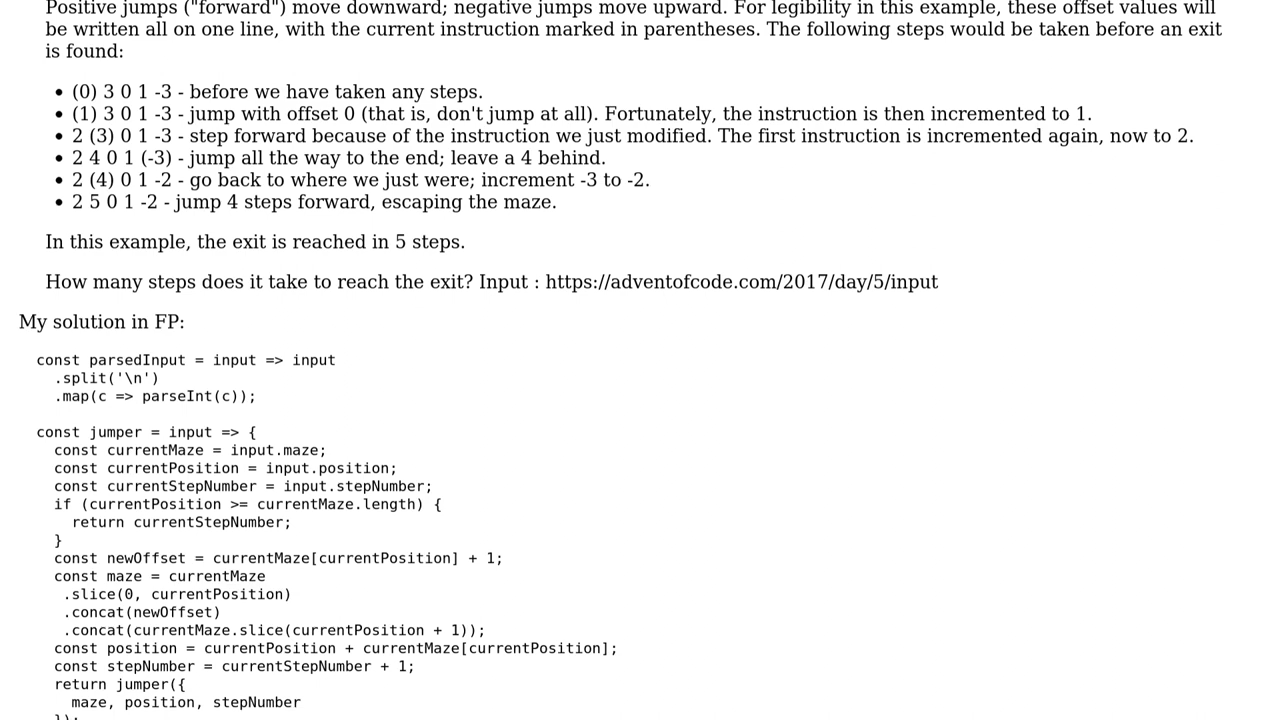 Positive jumps ("forward") move downward; negative jumps move upward. For legibility in this example, these offset values will
be written all on one line, with the current instruction marked in parentheses. The following steps would be taken before an exit
is found:
• (0) 3 0 1 -3 - before we have taken any steps.
• (1) 3 0 1 -3 - jump with offset 0 (that is, don't jump at all). Fortunately, the instruction is then incremented to 1.
• 2 (3) 0 1 -3 - step forward because of the instruction we just modified. The first instruction is incremented again, now to 2.
• 2 4 0 1 (-3) - jump all the way to the end; leave a 4 behind.
• 2 (4) 0 1 -2 - go back to where we just were; increment -3 to -2.
• 2 5 0 1 -2 - jump 4 steps forward, escaping the maze.
In this example, the exit is reached in 5 steps.
How many steps does it take to reach the exit? Input : https://adventofcode.com/2017/day/5/input
My solution in FP:
const parsedInput = input => input
  .split('\n')
  .map(c => parseInt(c));
const jumper = input => {
  const currentMaze = input.maze;
  const currentPosition = input.position;
  const currentStepNumber = input.stepNumber;
  if (currentPosition >= currentMaze.length) {
    return currentStepNumber;
  }
  const newOffset = currentMaze[currentPosition] + 1;
  const maze = currentMaze
   .slice(0, currentPosition)
   .concat(newOffset)
   .concat(currentMaze.slice(currentPosition + 1));
  const position = currentPosition + currentMaze[currentPosition];
  const stepNumber = currentStepNumber + 1;
  return jumper({
    maze, position, stepNumber
  });